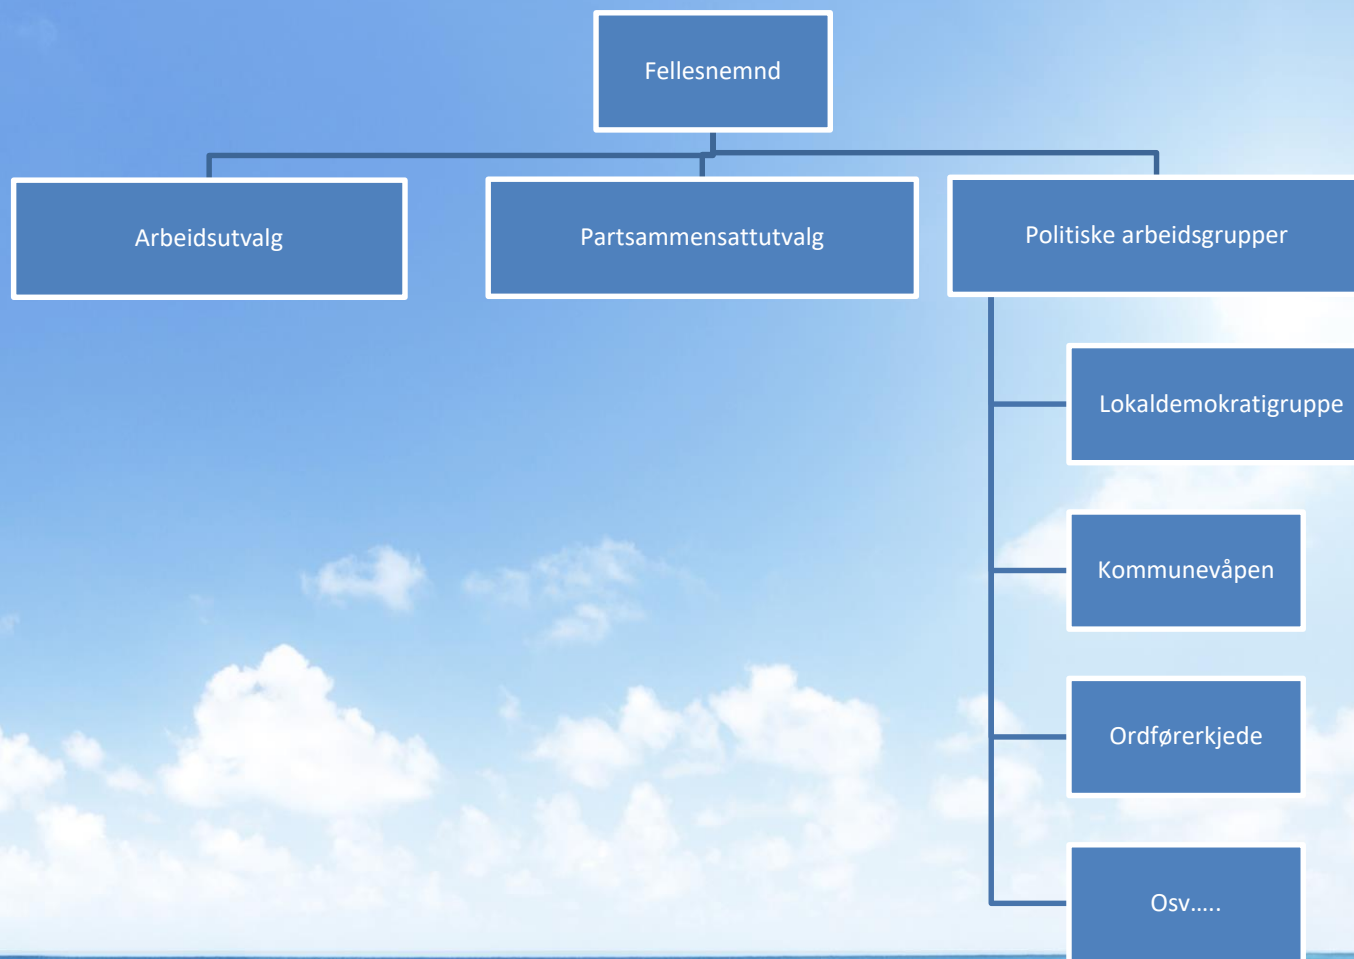 Fellesnemnd
Arbeidsutvalg
Partsammensattutvalg
Politiske arbeidsgrupper
Lokaldemokratigruppe
Kommunevåpen
Ordførerkjede
Osv.....